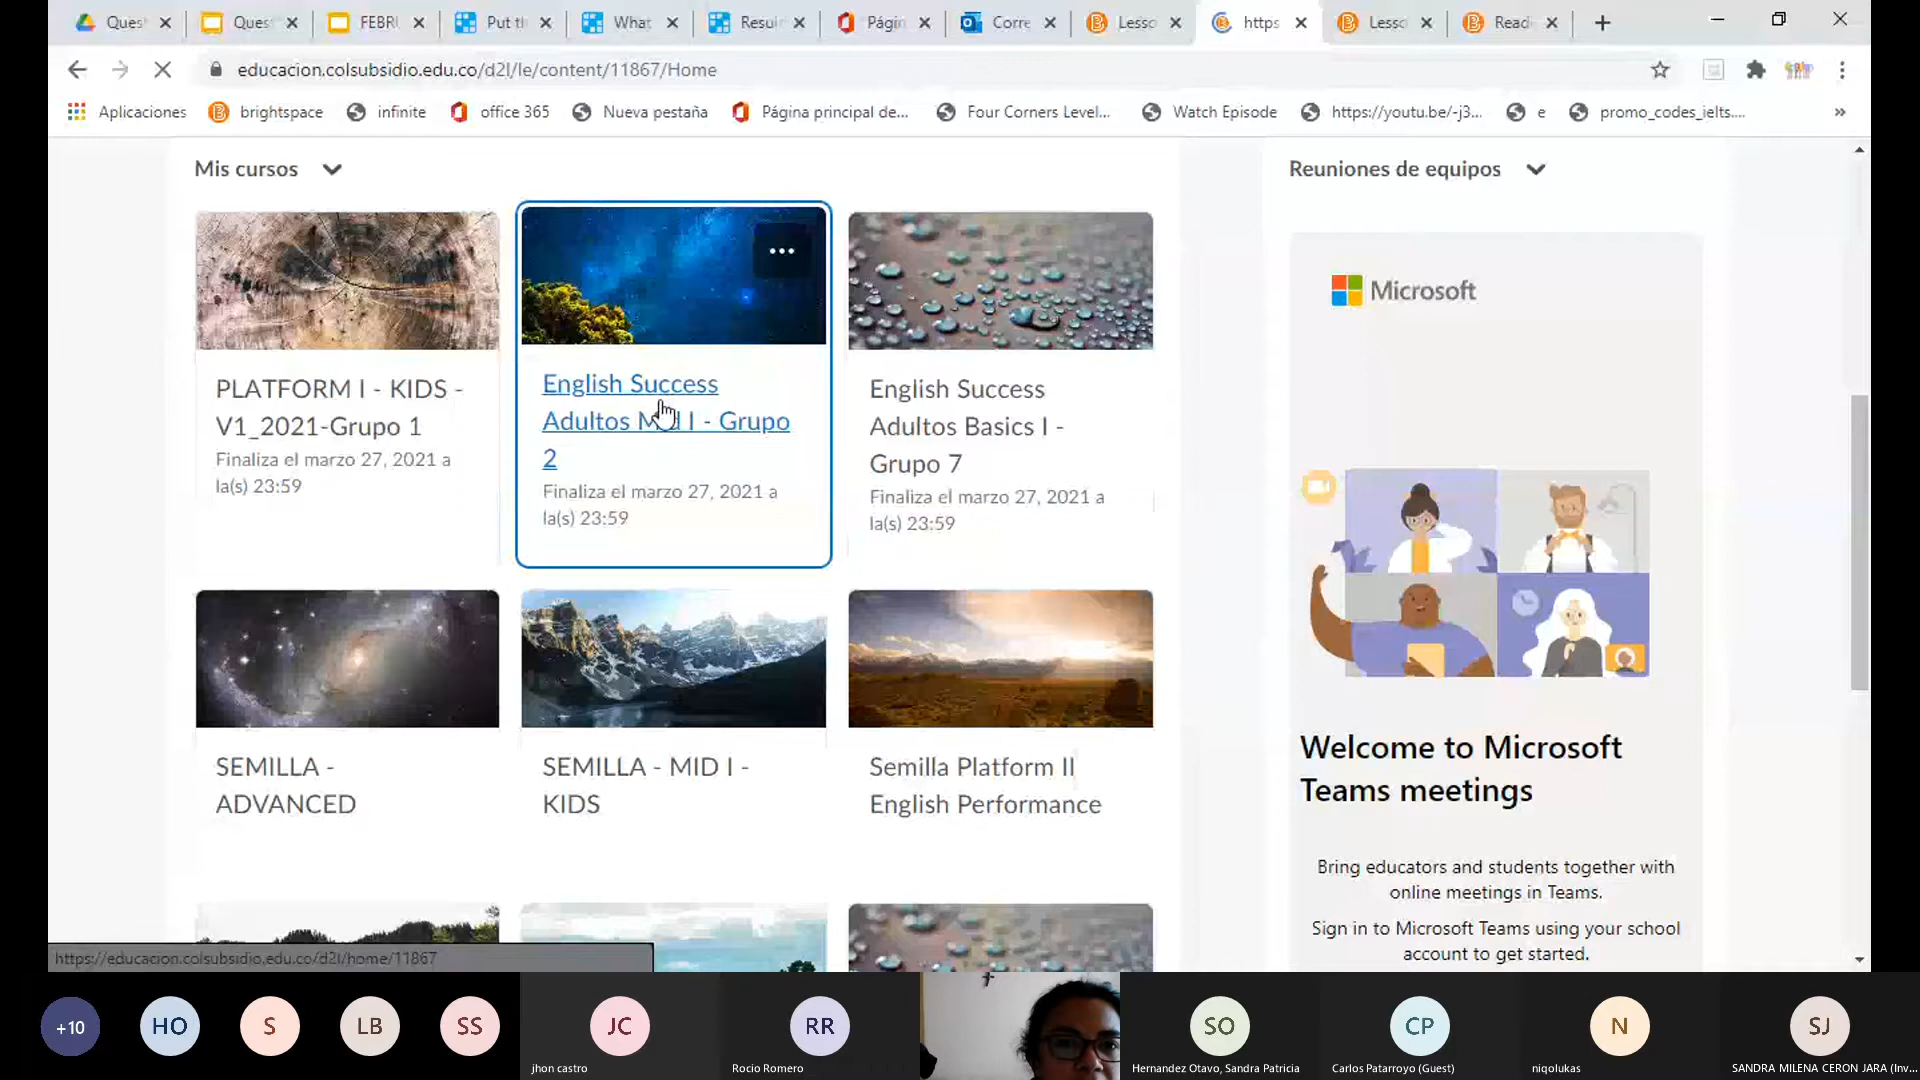 Ques
Ques
FEBRU
Put th
What
Result
Págin
Corre
Lesso
https
Lesso
Readi
educacion.colsubsidio.edu.co/d2l/le/content/11867/Home
Aplicaciones
brightspace
infinite
office 365
Nueva pestaña
Página principal de...
Four Corners Level...
Watch Episode
https://youtu.be/-j3...
e
promo_codes_ielts....
»
Mis cursos
Reuniones de equipos
PLATFORM I - KIDS -
V1_2021-Grupo 1
Finaliza el marzo 27, 2021 a
la(s) 23:59
English Success
Adultos Mid I - Grupo
2
Finaliza el marzo 27, 2021 a
la(s) 23:59
English Success
Adultos Basics I -
Grupo 7
Finaliza el marzo 27, 2021 a
la(s) 23:59
Microsoft
SEMILLA -
ADVANCED
SEMILLA - MID I -
KIDS
Semilla Platform II
English Performance
Welcome to Microsoft
Teams meetings
Bring educators and students together with
online meetings in Teams.
Sign in to Microsoft Teams using your school
account to get started.
https://educacion.colsubsidio.edu.co/d2l/home/11867
+10
HO
S
LB
SS
JC
RR
SO
CP
N
SJ
jhon castro
Rocio Romero
Hernandez Otavo, Sandra Patricia
Carlos Patarroyo (Guest)
niqolukas
SANDRA MILENA CERON JARA (Inv...